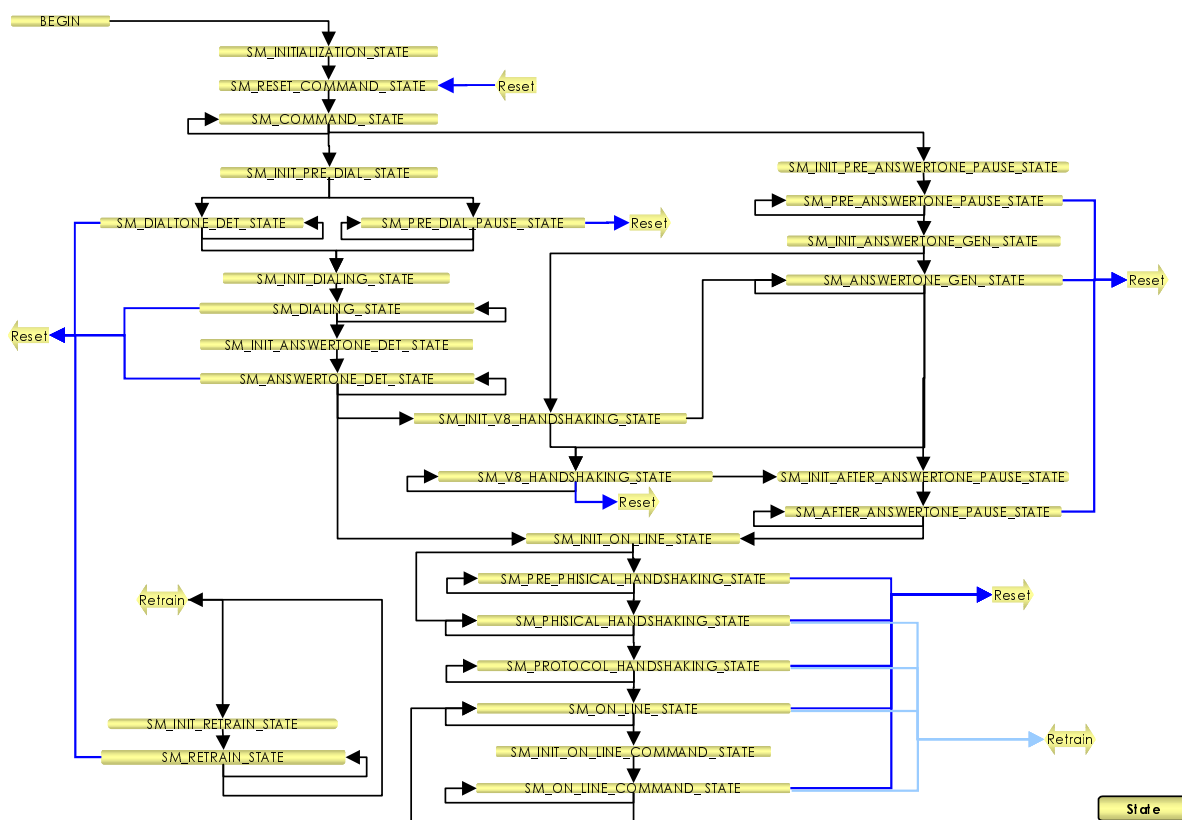 BEGIN
SM_INITIALIZATION_STATE
SM_RESET_COMMAND_STATE
Reset
SM_COMMAND_STATE
SM_INIT_PRE_DIAL_STATE
SM_INIT_PRE_ANSWERTONE_PAUSE_STATE
SM_PRE_ANSWERTONE_PAUSE_STATE
SM_DIALTONE_DET_STATE
SM_PRE_DIAL_PAUSE_STATE
Reset
SM_INIT_ANSWERTONE_GEN_STATE
SM_INIT_DIALING_STATE
SM_ANSWERTONE_GEN_STATE
Reset
SM_DIALING_STATE
Reset
SM_INIT_ANSWERTONE_DET_STATE
SM_ANSWERTONE_DET_STATE
SM_INIT_V8_HANDSHAKING_STATE
SM_V8_HANDSHAKING_STATE
SM_INIT_AFTER_ANSWERTONE_PAUSE_STATE
Reset
SM_AFTER_ANSWERTONE_PAUSE_STATE
SM_INIT_ON_LINE_STATE
SM_PRE_PHISICAL_HANDSHAKING_STATE
Retrain
Reset
SM_PHISICAL_HANDSHAKING_STATE
SM_PROTOCOL_HANDSHAKING_STATE
SM_ON_LINE_STATE
SM_INIT_RETRAIN_STATE
Retrain
SM_INIT_ON_LINE_COMMAND_STATE
SM_RETRAIN_STATE
SM_ON_LINE_COMMAND_STATE
State